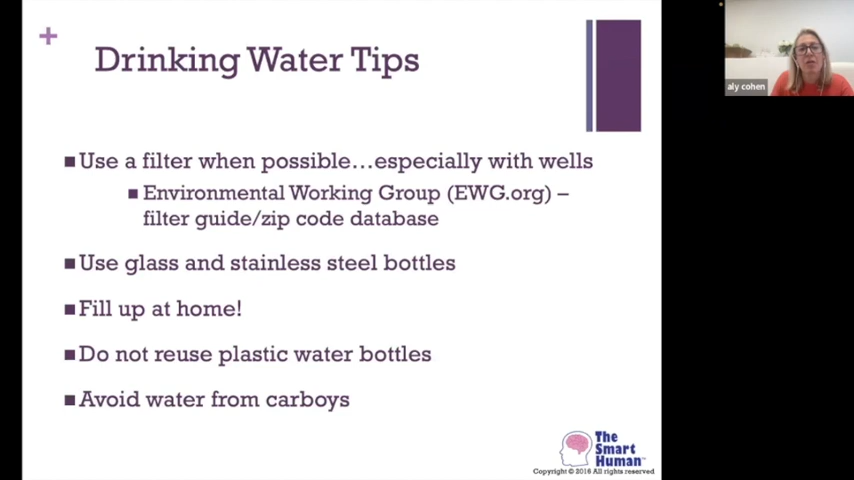 +
Drinking Water Tips
aly cohen
Use a filter when possible...especially with wells
Environmental Working Group (EWG.org) –
filter guide/zip code database
Use glass and stainless steel bottles
Fill up at home!
Do not reuse plastic water bottles
Avoid water from carboys
The
Smart
Human™
Copyright © 2016 All rights reserved